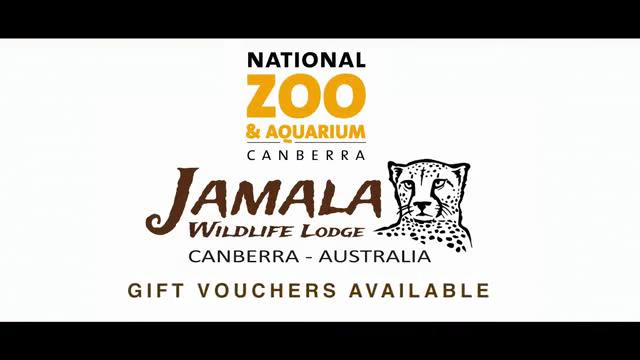 NATIONAL
ZOO
& AQUARIUM
CANBERRA
JAMALA
WILDLIFE LODGE
CANBERRA - AUSTRALIA
GIFT VOUCHERS AVAILABLE